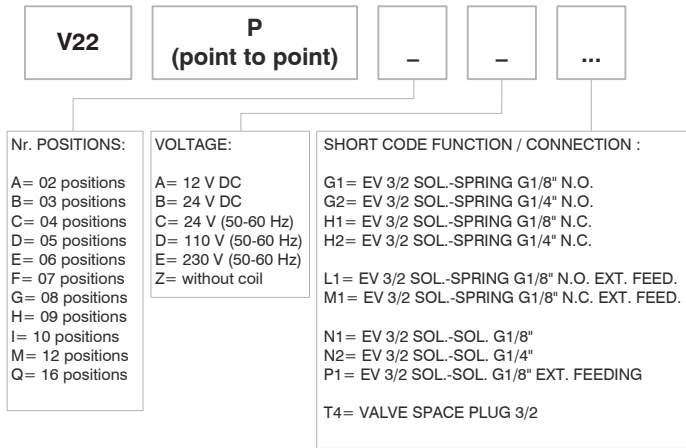 V22
P
(point to point)
_
_
...
Nr. POSITIONS:
A= 02 positions
B= 03 positions
C= 04 positions
D= 05 positions
E= 06 positions
F= 07 positions
G= 08 positions
H= 09 positions
I= 10 positions
M= 12 positions
Q= 16 positions
VOLTAGE:
A= 12 V DC
B= 24 V DC
C= 24 V (50-60 Hz)
D= 110 V (50-60 Hz)
E= 230 V (50-60 Hz)
Z= without coil
SHORT CODE FUNCTION / CONNECTION :
G1= EV 3/2 SOL.-SPRING G1/8" N.O.
G2= EV 3/2 SOL.-SPRING G1/4" N.O.
H1= EV 3/2 SOL.-SPRING G1/8" N.C.
H2= EV 3/2 SOL.-SPRING G1/4" N.C.
L1= EV 3/2 SOL.-SPRING G1/8" N.O. EXT. FEED.
M1= EV 3/2 SOL.-SPRING G1/8" N.C. EXT. FEED.
N1= EV 3/2 SOL.-SOL. G1/8"
N2= EV 3/2 SOL.-SOL. G1/4"
P1= EV 3/2 SOL.-SOL. G1/8" EXT. FEEDING
T4= VALVE SPACE PLUG 3/2